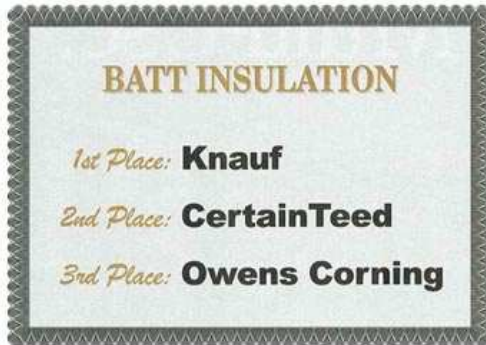 BATT INSULATION
1st Place: Knauf
2nd Place: CertainTeed
3rd Place: Owens Corning